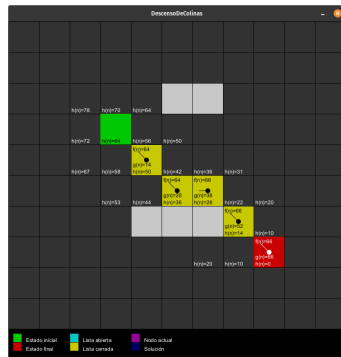 DescensoDeColinas
h(n)=78 h(n)=70 h(n)=64
h(n)=72 h(n)=64 h(n)=56 h(n)=50
f(n)=64
g(n)=14
h(n)=67 h(n)=58 h(n)=50 h(n)=42 h(n)=36 h(n)=31
f(n)=64 f(n)=66
g(n)=28 g(n)=38
h(n)=53 h(n)=44 h(n)=36 h(n)=28 h(n)=22 h(n)=20
f(n)=66
g(n)=52
h(n)=14 h(n)=10
f(n)=66
g(n)=66
h(n)=20 h(n)=10 h(n)=0
Estado inicial Lista abierta Nodo actual
Estado final Lista cerrada Solución